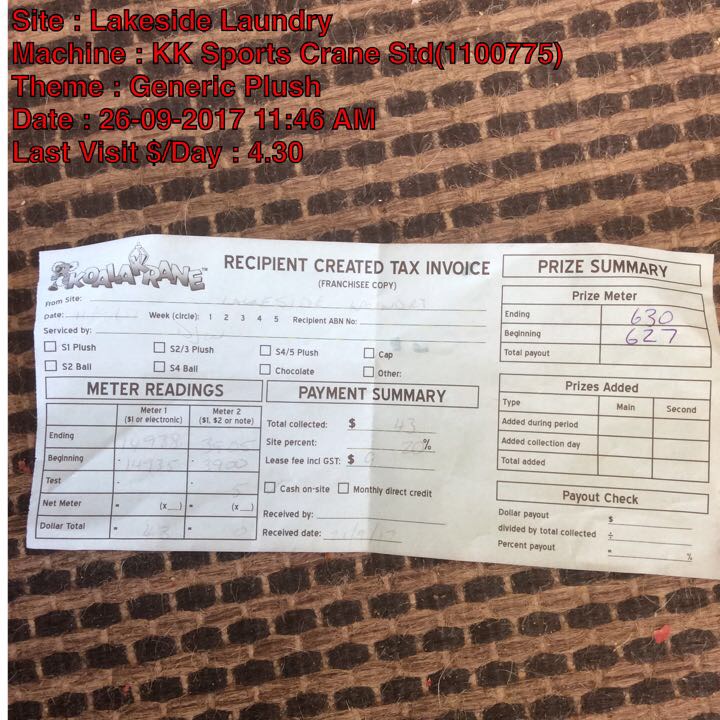 Site : Lakeside Laundry
Machine : KK Sports Crane Std(1100775)
Theme : Generic Plush
Date : 26-09-2017 11:46 AM
Last Visit $/Day : 4.30
KOALA KRANE™
RECIPIENT CREATED TAX INVOICE
(FRANCHISEE COPY)
From Site: LAKESIDE LAUNDRY
Date: Week (circle): 1 2 3 4 5 Recipient ABN No:
Serviced by:
S1 Plush S2/3 Plush S4/5 Plush Cap
S2 Ball S4 Ball Chocolate Other:
METER READINGS
Meter 1 Meter 2
($1 or electronic) ($1, $2 or note)
Ending
Beginning - - 3900
Test - - 5
Net Meter = (x__) = (x__)
Dollar Total = 43 =
PAYMENT SUMMARY
Total collected: $ 43
Site percent: 20%
Lease fee incl GST: $ 9
Cash on-site Monthly direct credit
Received by:
Received date:
PRIZE SUMMARY
Prize Meter
Ending 630
Beginning 627
Total payout
Prizes Added
Type Main Second
Added during period
Added collection day
Total added
Payout Check
Dollar payout $
divided by total collected ÷
Percent payout = %